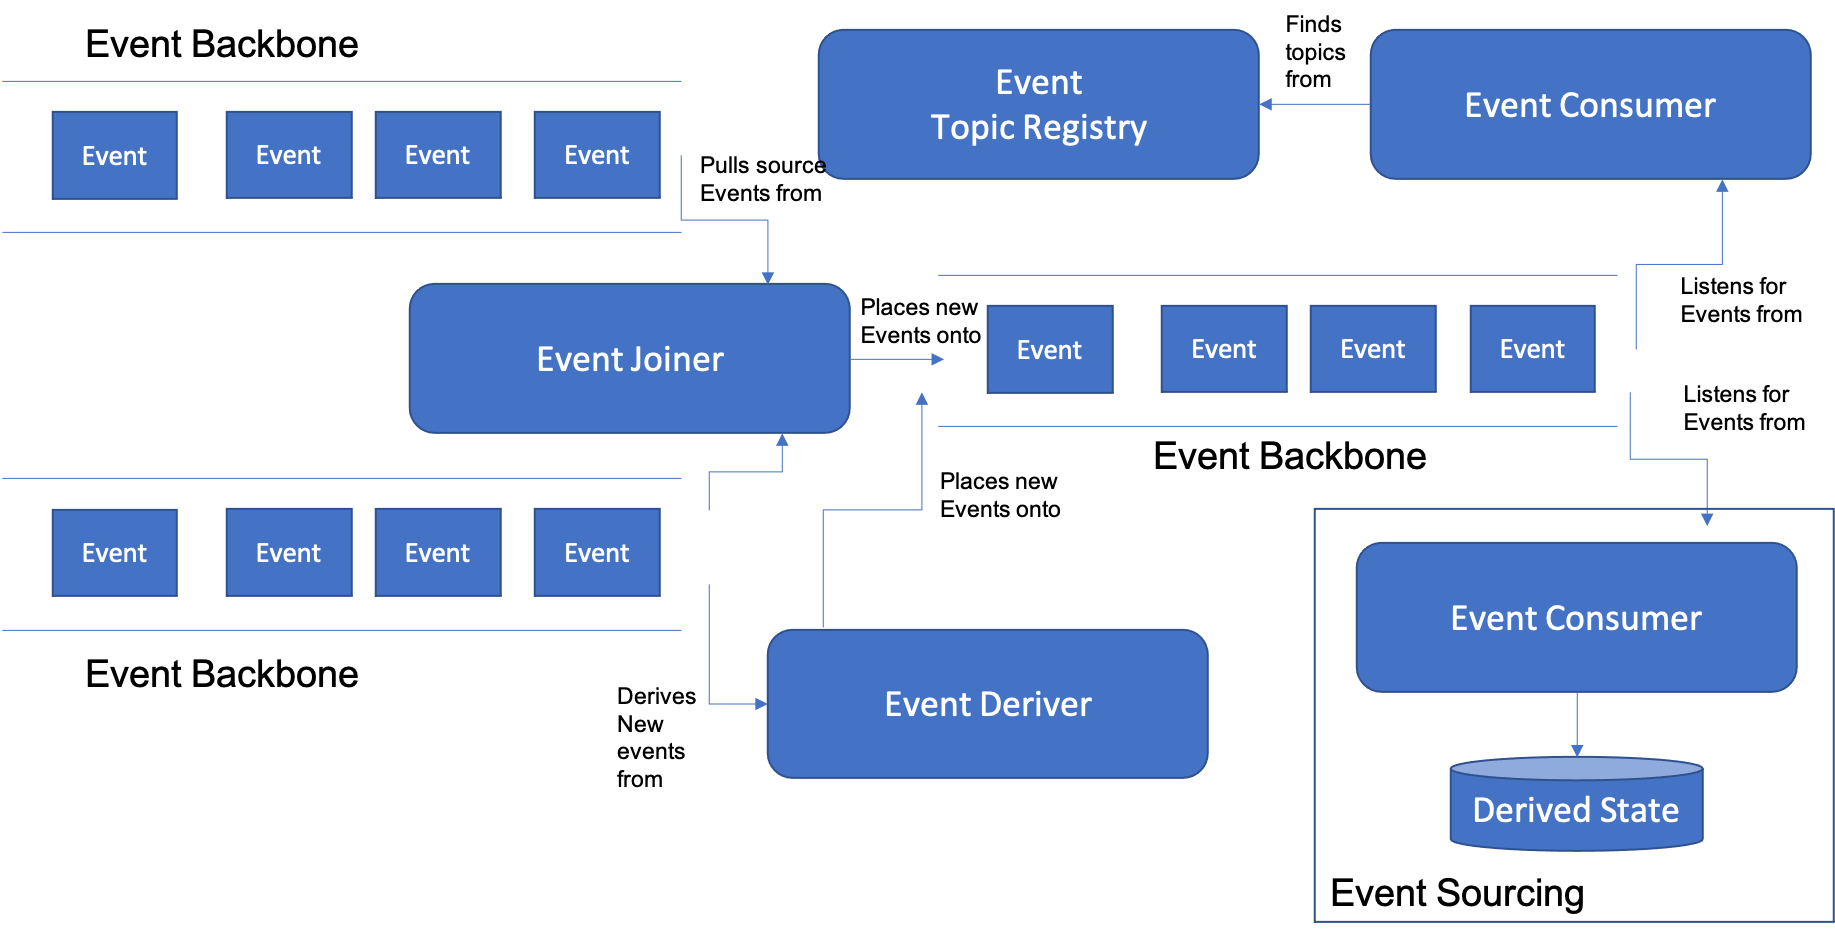 Event Backbone
Event
Event
Event
Event
Pulls source
Events from
Event
Topic Registry
Finds
topics
from
Event Consumer
Event Joiner
Places new
Events onto
Event
Event
Event
Event
Event Backbone
Listens for
Events from
Listens for
Events from
Event
Event
Event
Event
Event Backbone
Places new
Events onto
Derives
New
events
from
Event Deriver
Event Consumer
Derived State
Event Sourcing